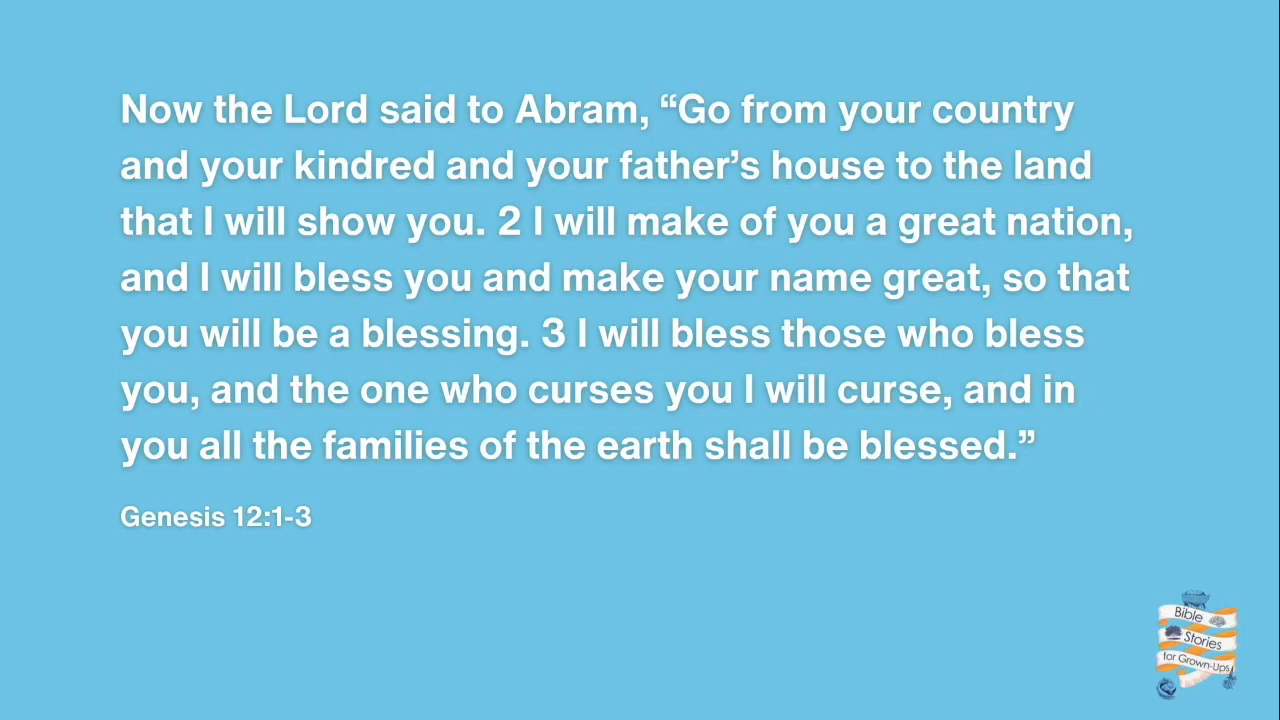 Now the Lord said to Abram, “Go from your country
and your kindred and your father’s house to the land
that I will show you. 2 I will make of you a great nation,
and I will bless you and make your name great, so that
you will be a blessing. 3 I will bless those who bless
you, and the one who curses you I will curse, and in
you all the families of the earth shall be blessed.”
Genesis 12:1-3
Bible
Stories
for Grown-Ups